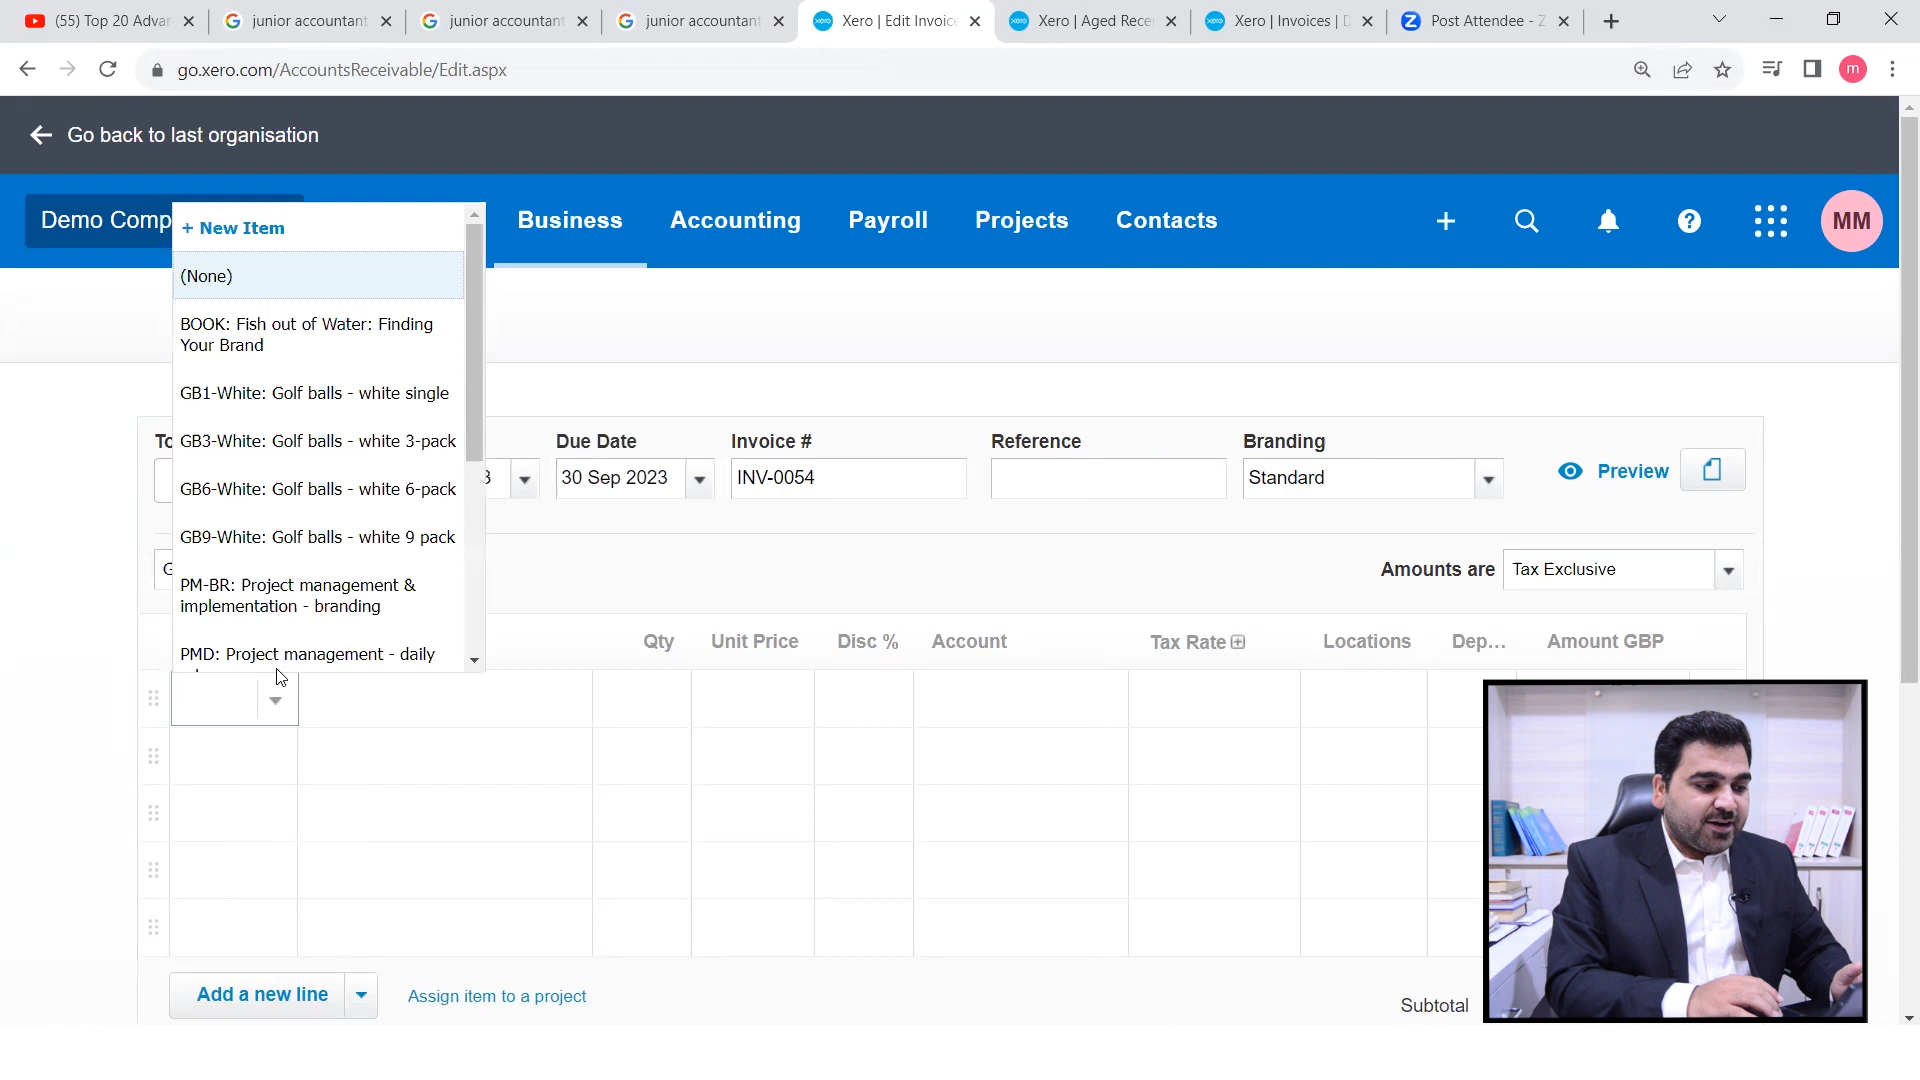 (55) Top 20 Advar
junior accountant
junior accountant
junior accountant
Xero | Edit Invoice
Xero | Aged Rece
Xero | Invoices | D
Post Attendee - Z
go.xero.com/AccountsReceivable/Edit.aspx
m
Go back to last organisation
Demo Comp
Business
Accounting
Payroll
Projects
Contacts
MM
+ New Item
(None)
BOOK: Fish out of Water: Finding
Your Brand
GB1-White: Golf balls - white single
GB3-White: Golf balls - white 3-pack
GB6-White: Golf balls - white 6-pack
GB9-White: Golf balls - white 9 pack
PM-BR: Project management &
implementation - branding
PMD: Project management - daily
To
Due Date
Invoice #
Reference
Branding
3
30 Sep 2023
INV-0054
Standard
Preview
G
Amounts are
Tax Exclusive
Qty
Unit Price
Disc %
Account
Tax Rate
Locations
Dep...
Amount GBP
Add a new line
Assign item to a project
Subtotal